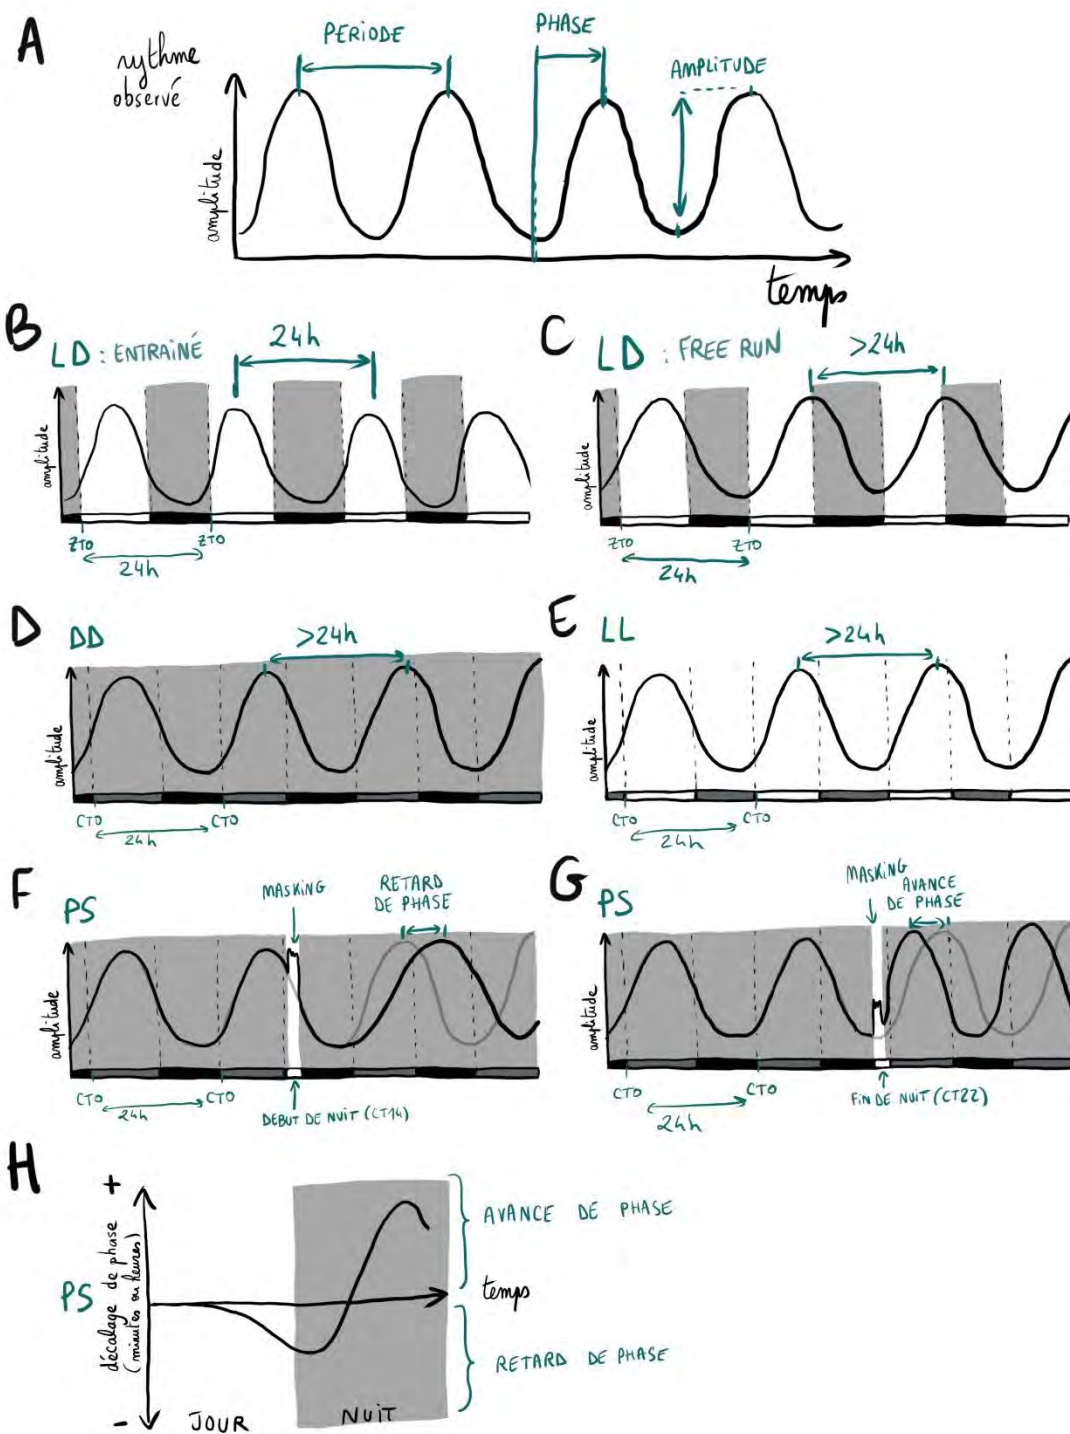 A
rythme
observé
PERIODE
PHASE
AMPLITUDE
amplitude
temps
B
LD : ENTRAINÉ
24h
amplitude
ZT0
ZT0
24h
C
LD : FREE RUN
>24h
amplitude
ZT0
ZT0
24h
D
DD
>24h
amplitude
CT0
CT0
24h
E
LL
>24h
amplitude
CT0
CT0
24h
F
PS
MASKING
RETARD
DE PHASE
amplitude
CT0
CT0
24h
DEBUT DE NUIT (CT14)
G
PS
MASKING
AVANCE
DE PHASE
amplitude
CT0
CT0
24h
FIN DE NUIT (CT22)
H
+
PS
décalage de phase
(minutes ou heures)
-
JOUR
NUIT
temps
AVANCE DE PHASE
RETARD DE PHASE